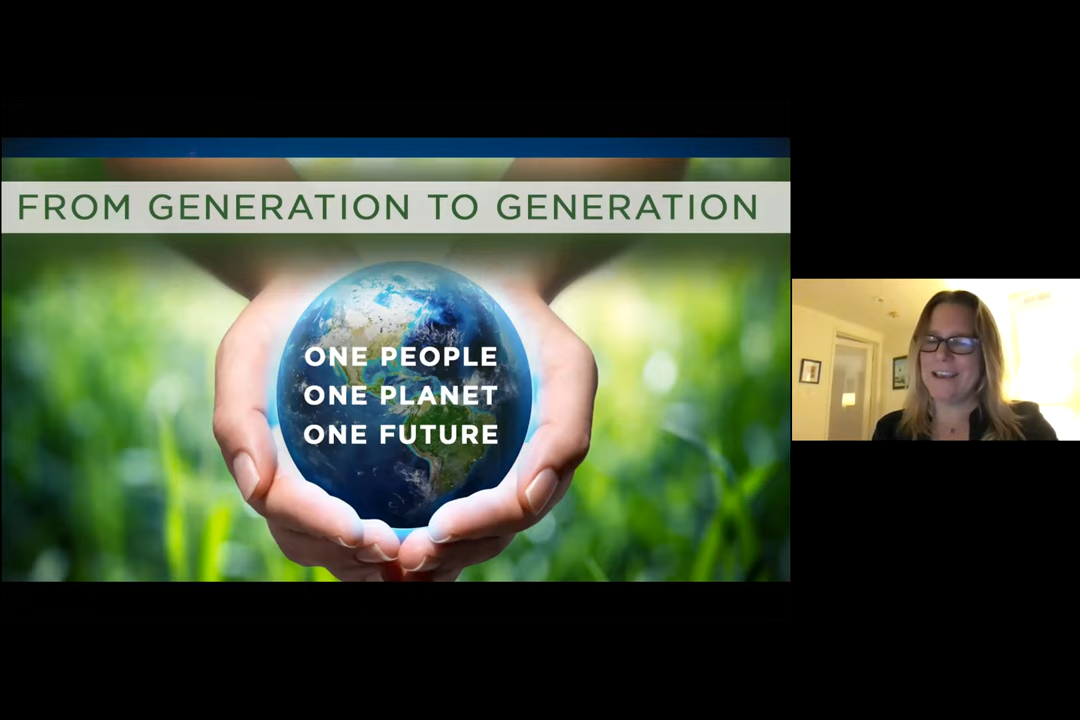 FROM GENERATION TO GENERATION
ONE PEOPLE
ONE PLANET
ONE FUTURE